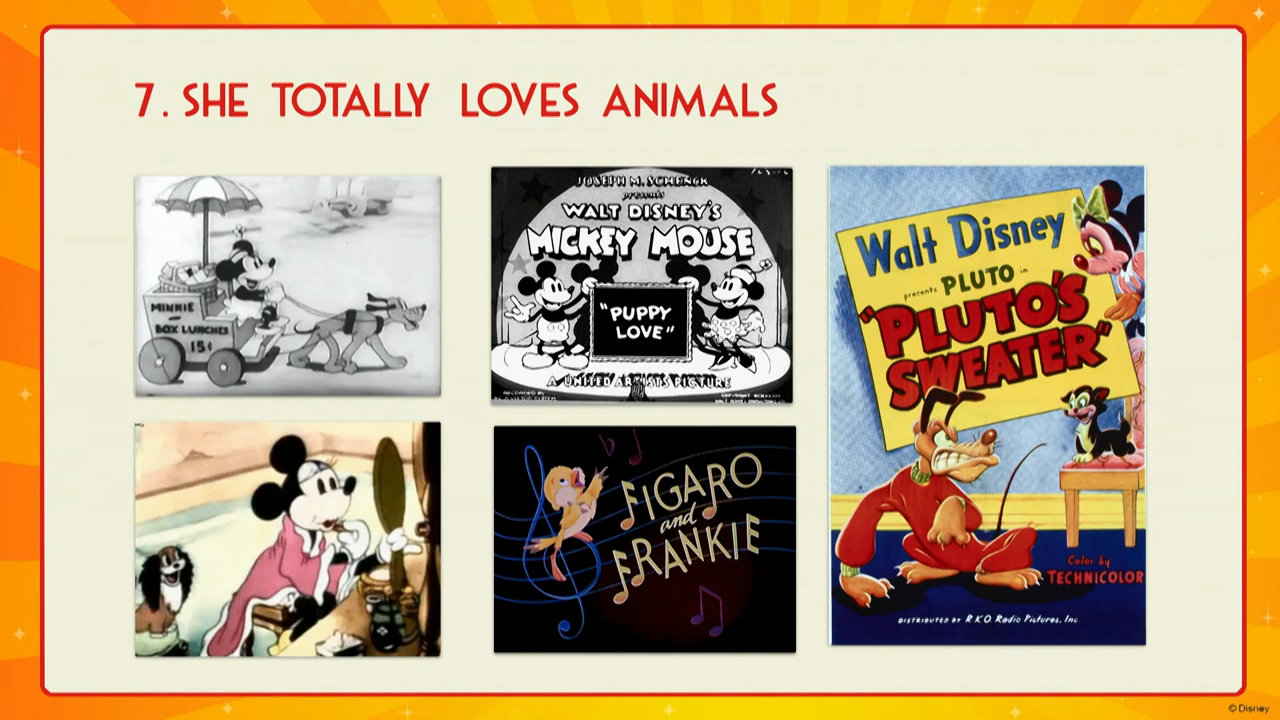 7. SHE TOTALLY LOVES ANIMALS
MINNIE
BOX LUNCHES
15¢
JOSEPH M. SCHENCK
presents
WALT DISNEY'S
MICKEY MOUSE
"PUPPY
LOVE"
A UNITED ARTISTS PICTURE
Walt Disney
presents PLUTO in
"PLUTO'S
SWEATER"
Color by
TECHNICOLOR
DISTRIBUTED BY RKO Radio Pictures, Inc.
FIGARO
and
FRANKIE
© Disney